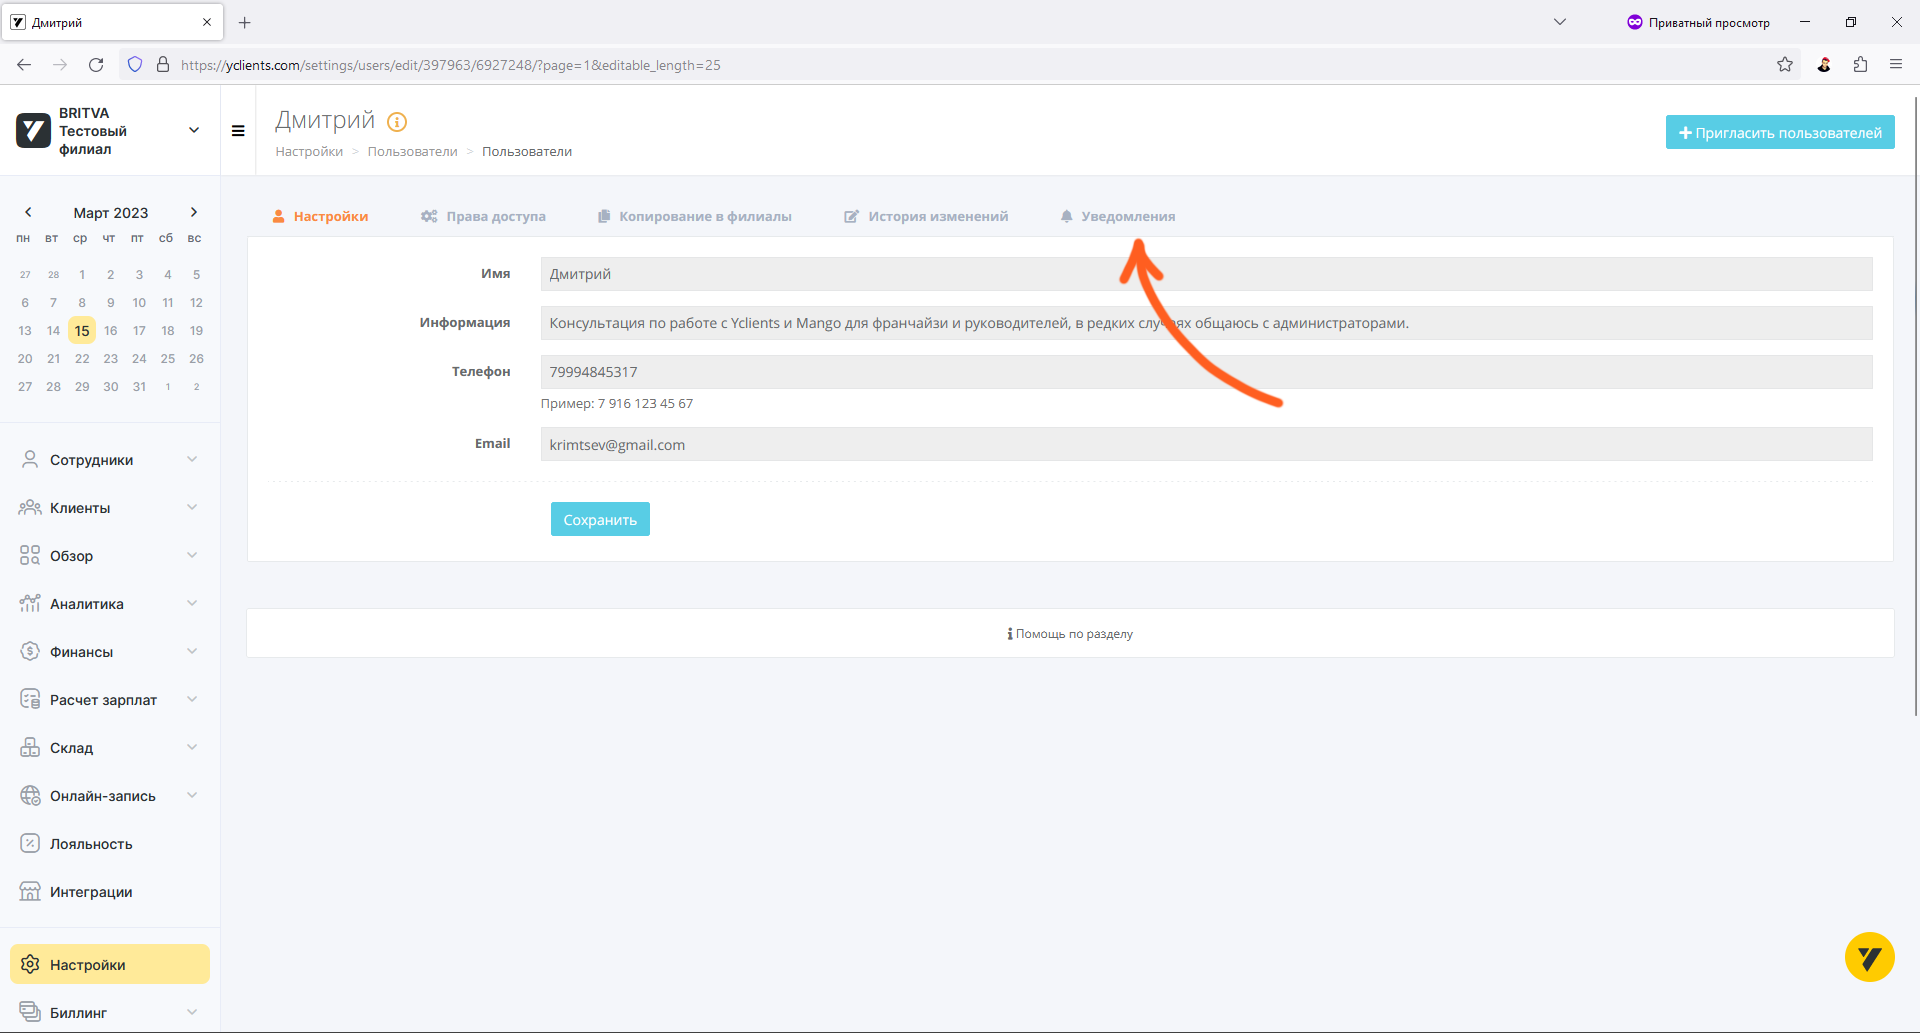 Дмитрий
Приватный просмотр
https://yclients.com/settings/users/edit/397963/6927248/?page=1&editable_length=25
BRITVA
Тестовый
филиал
Март 2023
пн вт ср чт пт сб вс
27 28 1 2 3 4 5
6 7 8 9 10 11 12
13 14 15 16 17 18 19
20 21 22 23 24 25 26
27 28 29 30 31 1 2
Сотрудники
Клиенты
Обзор
Аналитика
Финансы
Расчет зарплат
Склад
Онлайн-запись
Лояльность
Интеграции
Настройки
Биллинг
Дмитрий
Настройки > Пользователи > Пользователи
Пригласить пользователей
Настройки Права доступа Копирование в филиалы История изменений Уведомления
Имя Дмитрий
Информация Консультация по работе с Yclients и Mango для франчайзи и руководителей, в редких случаях общаюсь с администраторами.
Телефон 79994845317
Пример: 7 916 123 45 67
Email krimtsev@gmail.com
Сохранить
Помощь по разделу